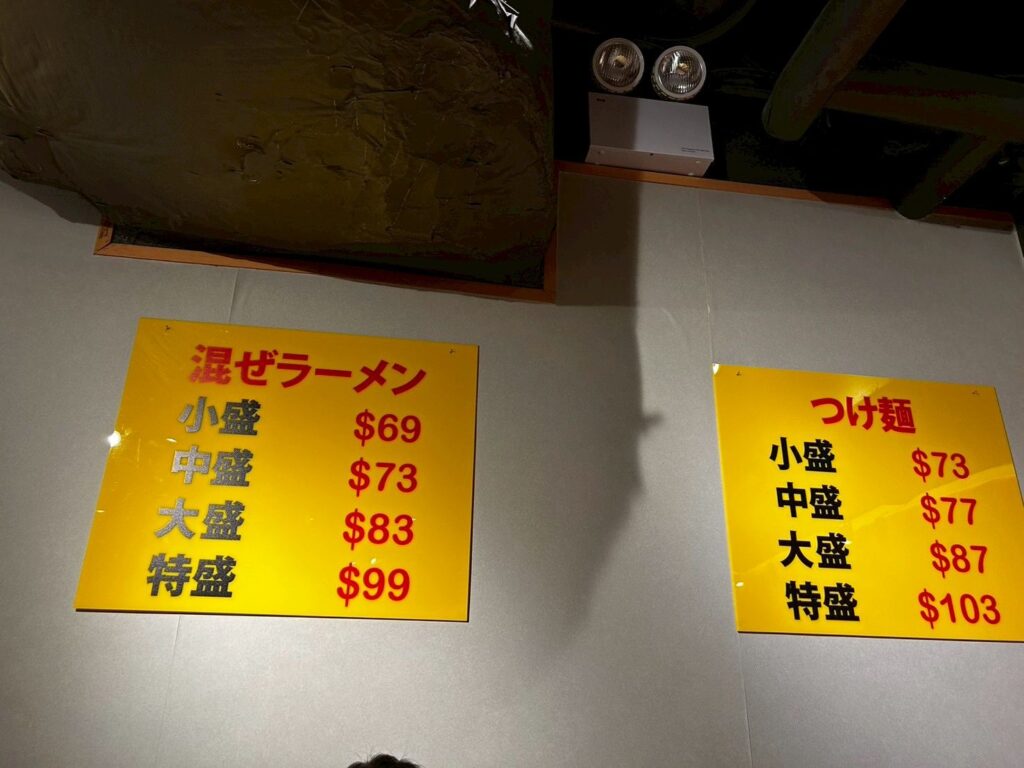 混ぜラーメン
小盛 $69
中盛 $73
大盛 $83
特盛 $99
つけ麺
小盛 $73
中盛 $77
大盛 $87
特盛 $103